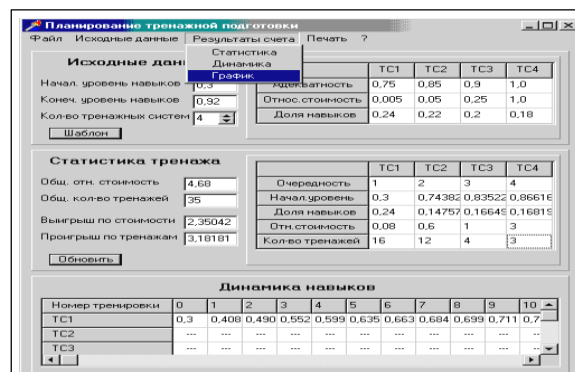 Планирование тренажной подготовки
Файл Исходные данные Результаты счета Печать ?
Статистика
Динамика
График
Исходные дан
Начал. уровень навыков 0,3
Конеч. уровень навыков 0,92
Кол-во тренажных систем 4
Шаблон
ТС1 ТС2 ТС3 ТС4
Адекватность 0,75 0,85 0,9 1,0
Относ.стоимость 0,005 0,05 0,25 1,0
Доля навыков 0,24 0,22 0,2 0,18
Статистика тренажа
Общ. отн. стоимость 4,68
Общ. кол-во тренажей 35
Выигрыш по стоимости 2,35042
Проигрыш по тренажам 3,18181
Обновить
ТС1 ТС2 ТС3 ТС4
Очередность 1 2 3 4
Начал.уровень 0,3 0,74382 0,83522 0,86616
Доля навыков 0,24 0,14757 0,16649 0,16819
Отн.стоимость 0,08 0,6 1 3
Кол-во тренажей 16 12 4 3
Динамика навыков
Номер тренировки 0 1 2 3 4 5 6 7 8 9 10
ТС1 0,3 0,408 0,490 0,552 0,599 0,635 0,663 0,684 0,699 0,711 0,7
ТС2 --- --- --- --- --- --- --- --- --- --- --
ТС3 --- --- --- --- --- --- --- --- --- --- --